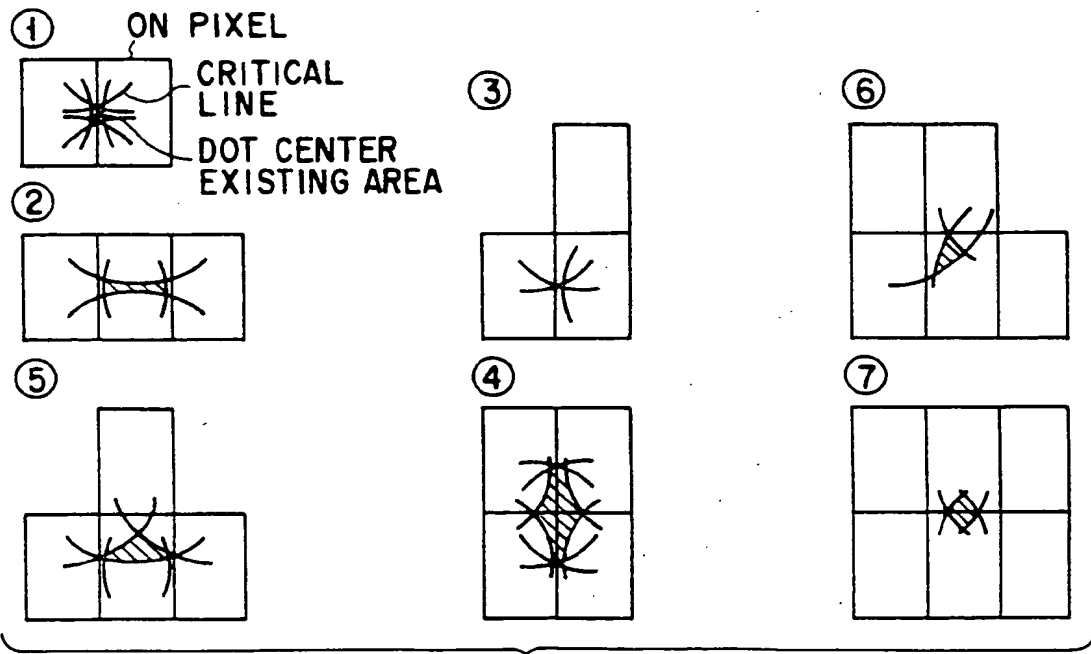 ①
ON PIXEL
CRITICAL
LINE
DOT CENTER
EXISTING AREA
②
③
⑥
⑤
④
⑦